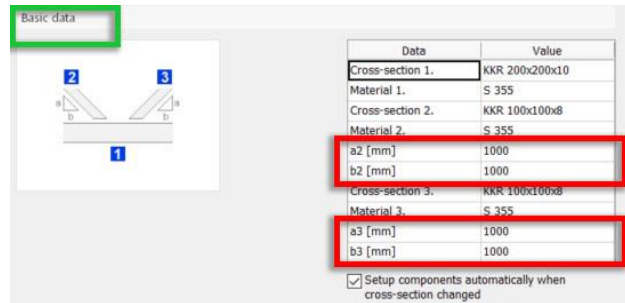 Basic data
2 3
a a
b b
1
Data Value
Cross-section 1. KKR 200x200x10
Material 1. S 355
Cross-section 2. KKR 100x100x8
Material 2. S 355
a2 [mm] 1000
b2 [mm] 1000
Cross-section 3. KKR 100x100x8
Material 3. S 355
a3 [mm] 1000
b3 [mm] 1000
Setup components automatically when
cross-section changed